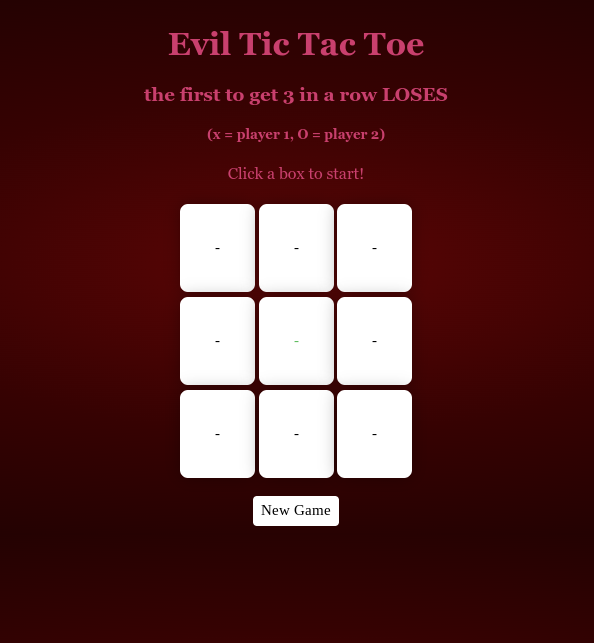 Evil Tic Tac Toe
the first to get 3 in a row LOSES
(x = player 1, O = player 2)
Click a box to start!
- - -
- - -
- - -
New Game